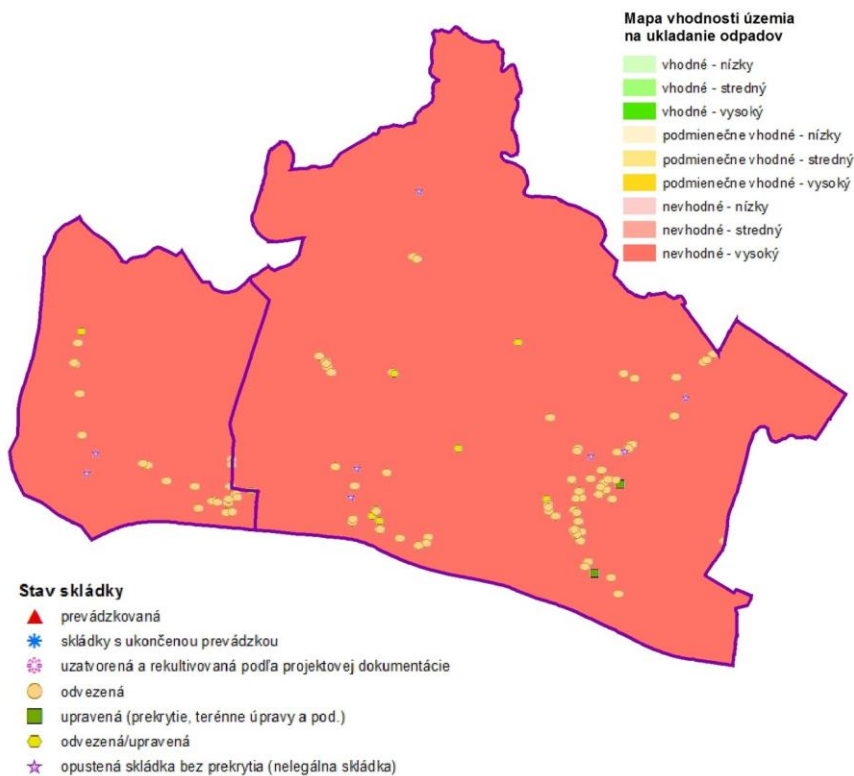 Mapa vhodnosti územia
na ukladanie odpadov
vhodné - nízky
vhodné - stredný
vhodné - vysoký
podmienečne vhodné - nízky
podmienečne vhodné - stredný
podmienečne vhodné - vysoký
nevhodné - nízky
nevhodné - stredný
nevhodné - vysoký
Stav skládky
prevádzkovaná
skládky s ukončenou prevádzkou
uzatvorená a rekultivovaná podľa projektovej dokumentácie
odvezená
upravená (prekrytie, terénne úpravy a pod.)
odvezená/upravená
opustená skládka bez prekrytia (nelegálna skládka)